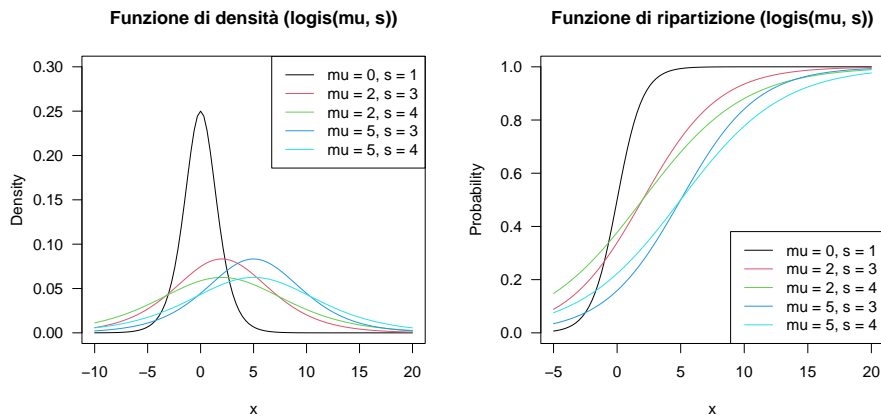 Funzione di densità (logis(mu, s))
Density
0.30
0.25
0.20
0.15
0.10
0.05
0.00
mu = 0, s = 1
mu = 2, s = 3
mu = 2, s = 4
mu = 5, s = 3
mu = 5, s = 4
−10 −5 0 5 10 15 20
x
Funzione di ripartizione (logis(mu, s))
Probability
1.0
0.8
0.6
0.4
0.2
0.0
mu = 0, s = 1
mu = 2, s = 3
mu = 2, s = 4
mu = 5, s = 3
mu = 5, s = 4
−5 0 5 10 15 20
x